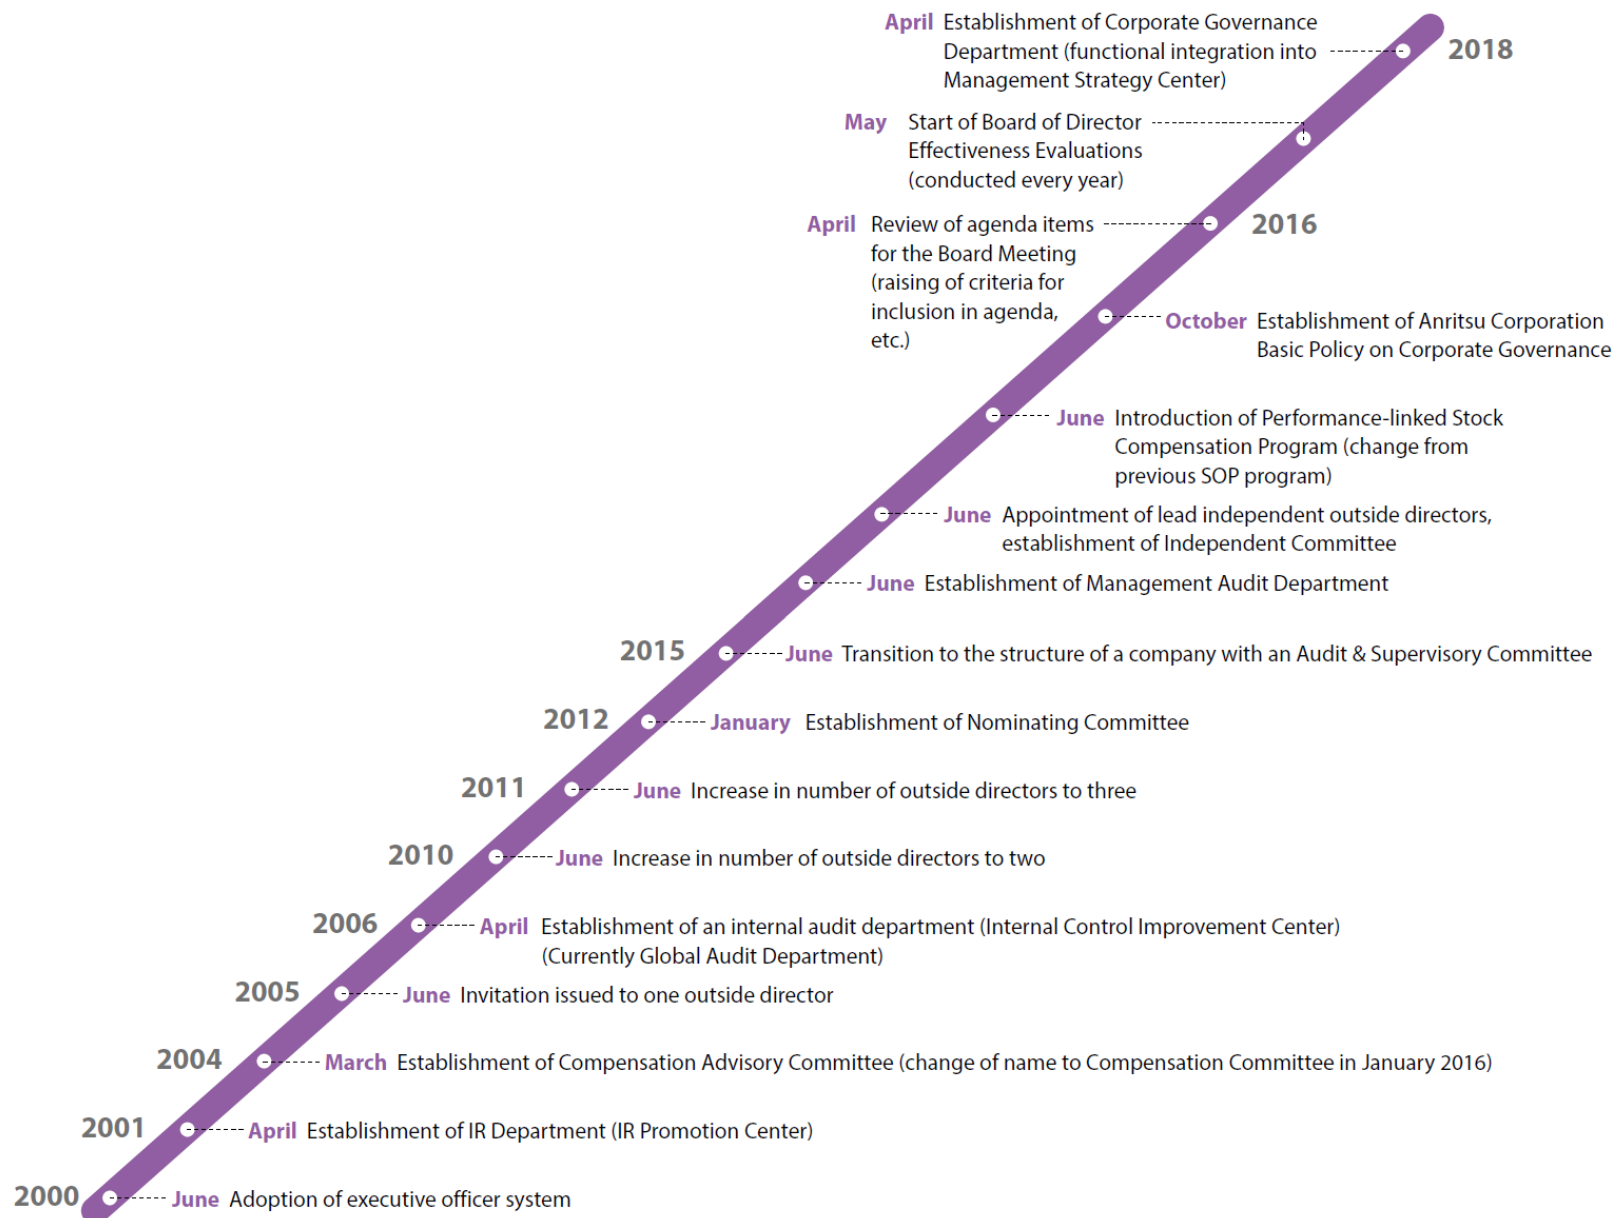 April Establishment of Corporate Governance
Department (functional integration into
Management Strategy Center)
2018
May Start of Board of Director
Effectiveness Evaluations
(conducted every year)
April Review of agenda items
for the Board Meeting
(raising of criteria for
inclusion in agenda,
etc.)
2016
October Establishment of Anritsu Corporation
Basic Policy on Corporate Governance
June Introduction of Performance-linked Stock
Compensation Program (change from
previous SOP program)
June Appointment of lead independent outside directors,
establishment of Independent Committee
June Establishment of Management Audit Department
2015 June Transition to the structure of a company with an Audit & Supervisory Committee
2012 January Establishment of Nominating Committee
2011 June Increase in number of outside directors to three
2010 June Increase in number of outside directors to two
2006 April Establishment of an internal audit department (Internal Control Improvement Center)
(Currently Global Audit Department)
2005 June Invitation issued to one outside director
2004 March Establishment of Compensation Advisory Committee (change of name to Compensation Committee in January 2016)
2001 April Establishment of IR Department (IR Promotion Center)
2000 June Adoption of executive officer system